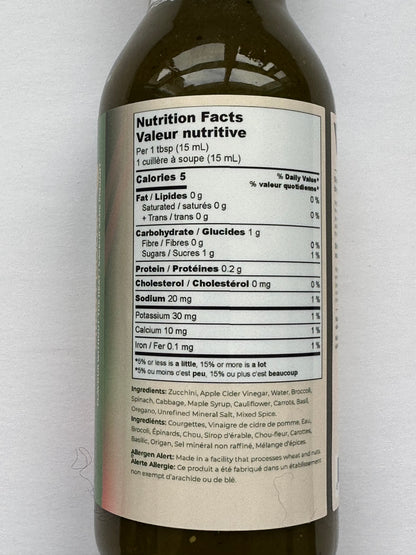 Nutrition Facts
Valeur nutritive
Per 1 tbsp (15 mL)
1 cuillère à soupe (15 mL)
Calories 5 % Daily Value*
% valeur quotidienne*
Fat / Lipides 0 g 0 %
Saturated / saturés 0 g
+ Trans / trans 0 g 0 %
Carbohydrate / Glucides 1 g
Fibre / Fibres 0 g 0 %
Sugars / Sucres 1 g 1 %
Protein / Protéines 0.2 g
Cholesterol / Cholestérol 0 mg 0 %
Sodium 20 mg 1 %
Potassium 30 mg 1 %
Calcium 10 mg 1 %
Iron / Fer 0.1 mg 1 %
*5% or less is a little, 15% or more is a lot
*5% ou moins c'est peu, 15% ou plus c'est beaucoup
Ingredients: Zucchini, Apple Cider Vinegar, Water, Broccoli,
Spinach, Cabbage, Maple Syrup, Cauliflower, Carrots, Basil,
Oregano, Unrefined Mineral Salt, Mixed Spice.
Ingrédients: Courgettes, Vinaigre de cidre de pomme, Eau,
Brocoli, Épinards, Chou, Sirop d'érable, Chou-fleur, Carottes,
Basilic, Origan, Sel minéral non raffiné, Mélange d'épices.
Allergen Alert: Made in a facility that processes wheat and nuts.
Alerte Allergie: Ce produit a été fabriqué dans un établissement
non exempt d'arachide ou de blé.